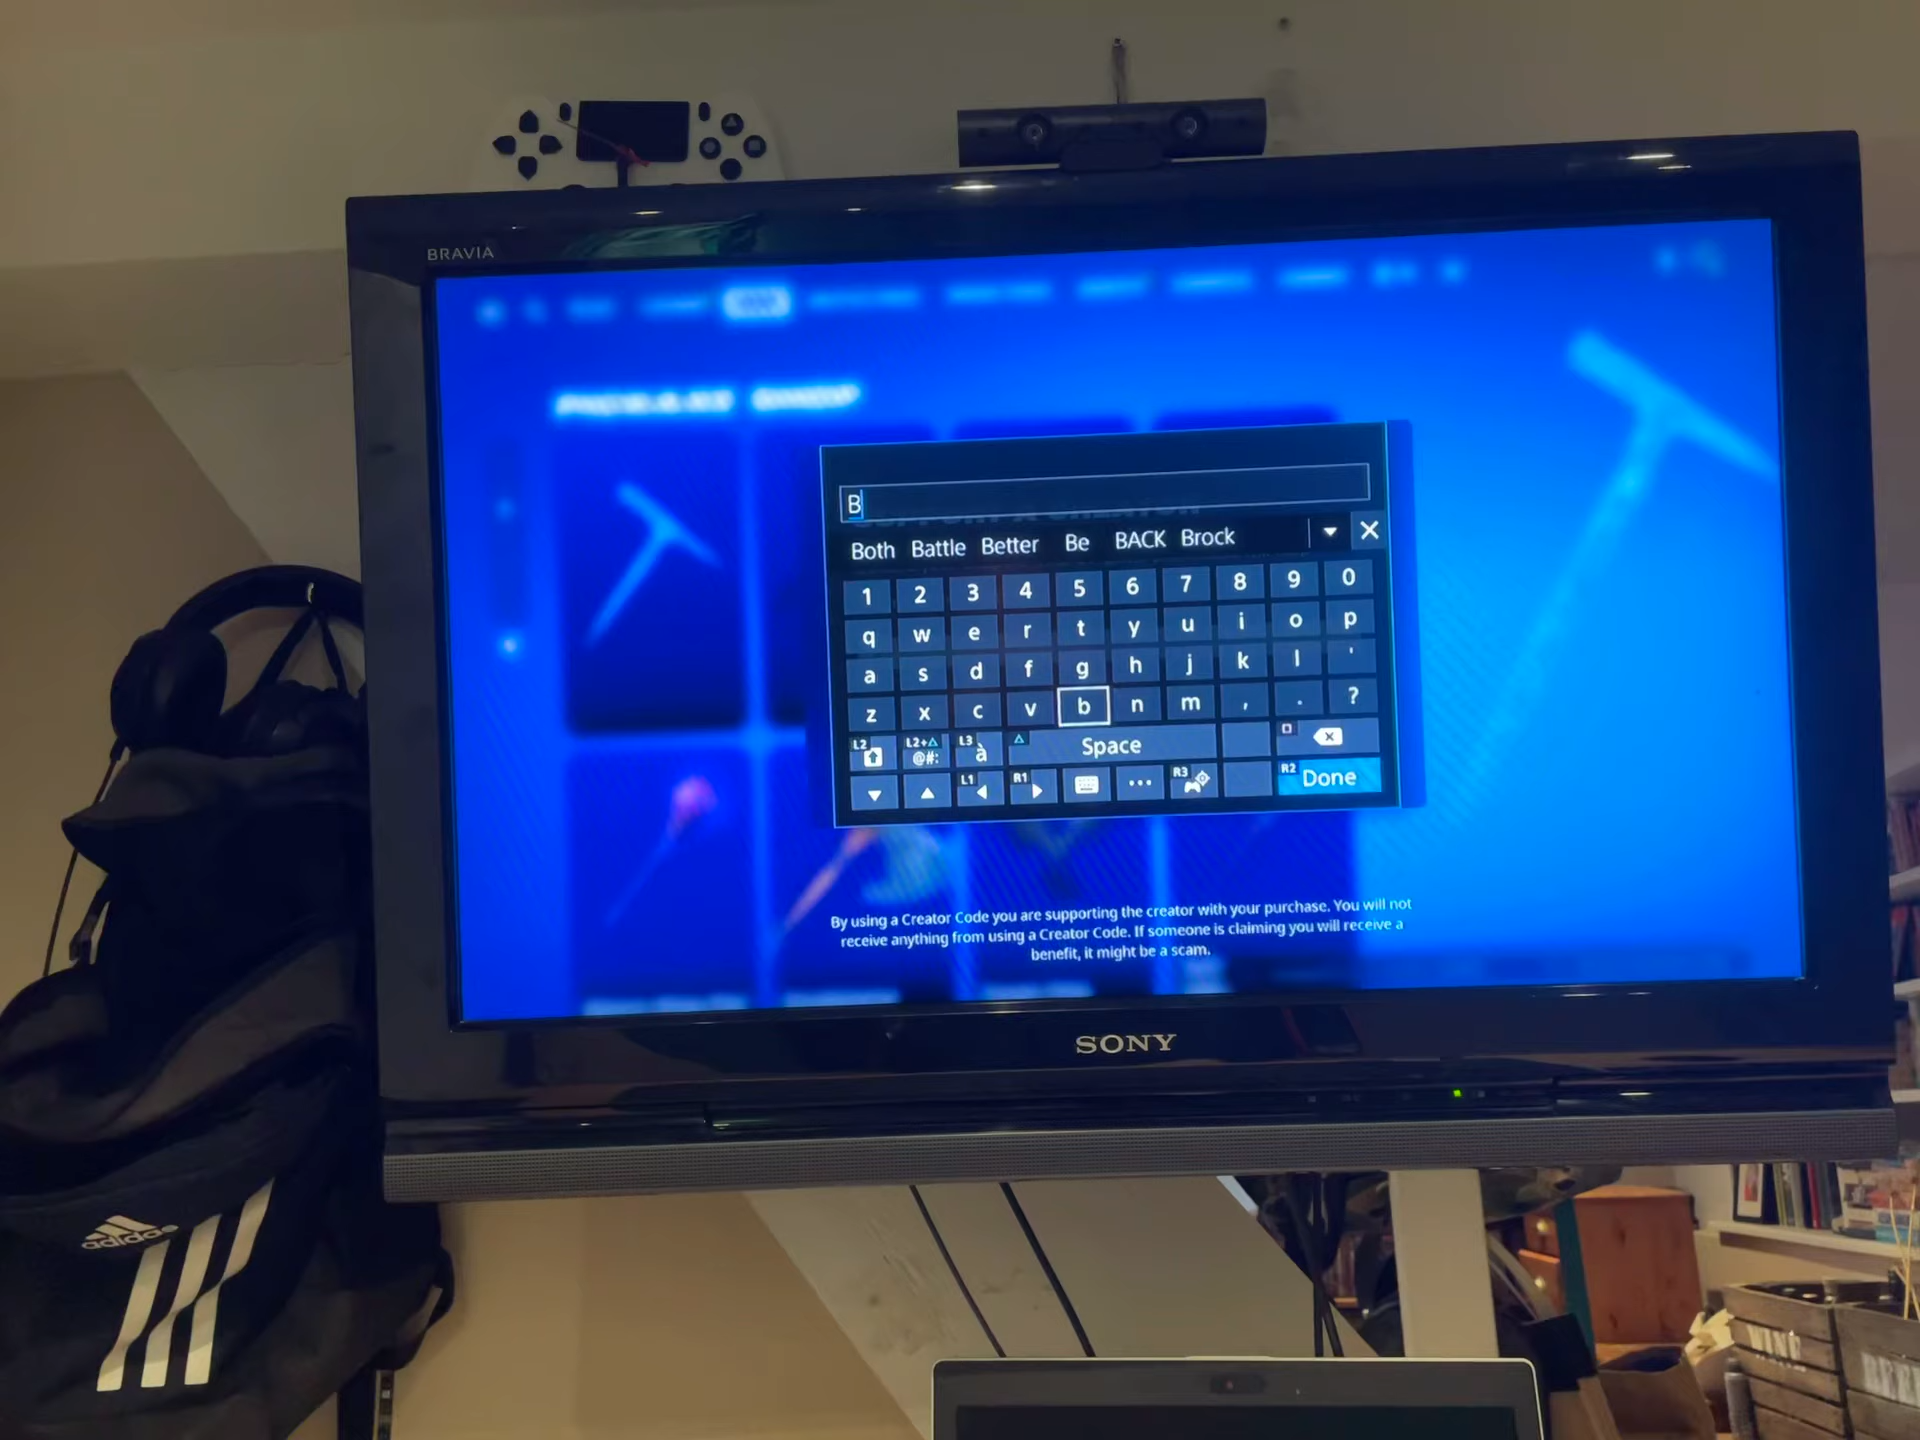 BRAVIA
B
Both Battle Better Be BACK Brock
1 2 3 4 5 6 7 8 9 0
q w e r t y u i o p
a s d f g h j k l '
z x c v b n m , . ?
L2 L2+△ @#: L3 à △ Space
L1 R1 ... R3 R2 Done
By using a Creator Code you are supporting the creator with your purchase. You will not
receive anything from using a Creator Code. If someone is claiming you will receive a
benefit, it might be a scam.
SONY
adidas
WINE